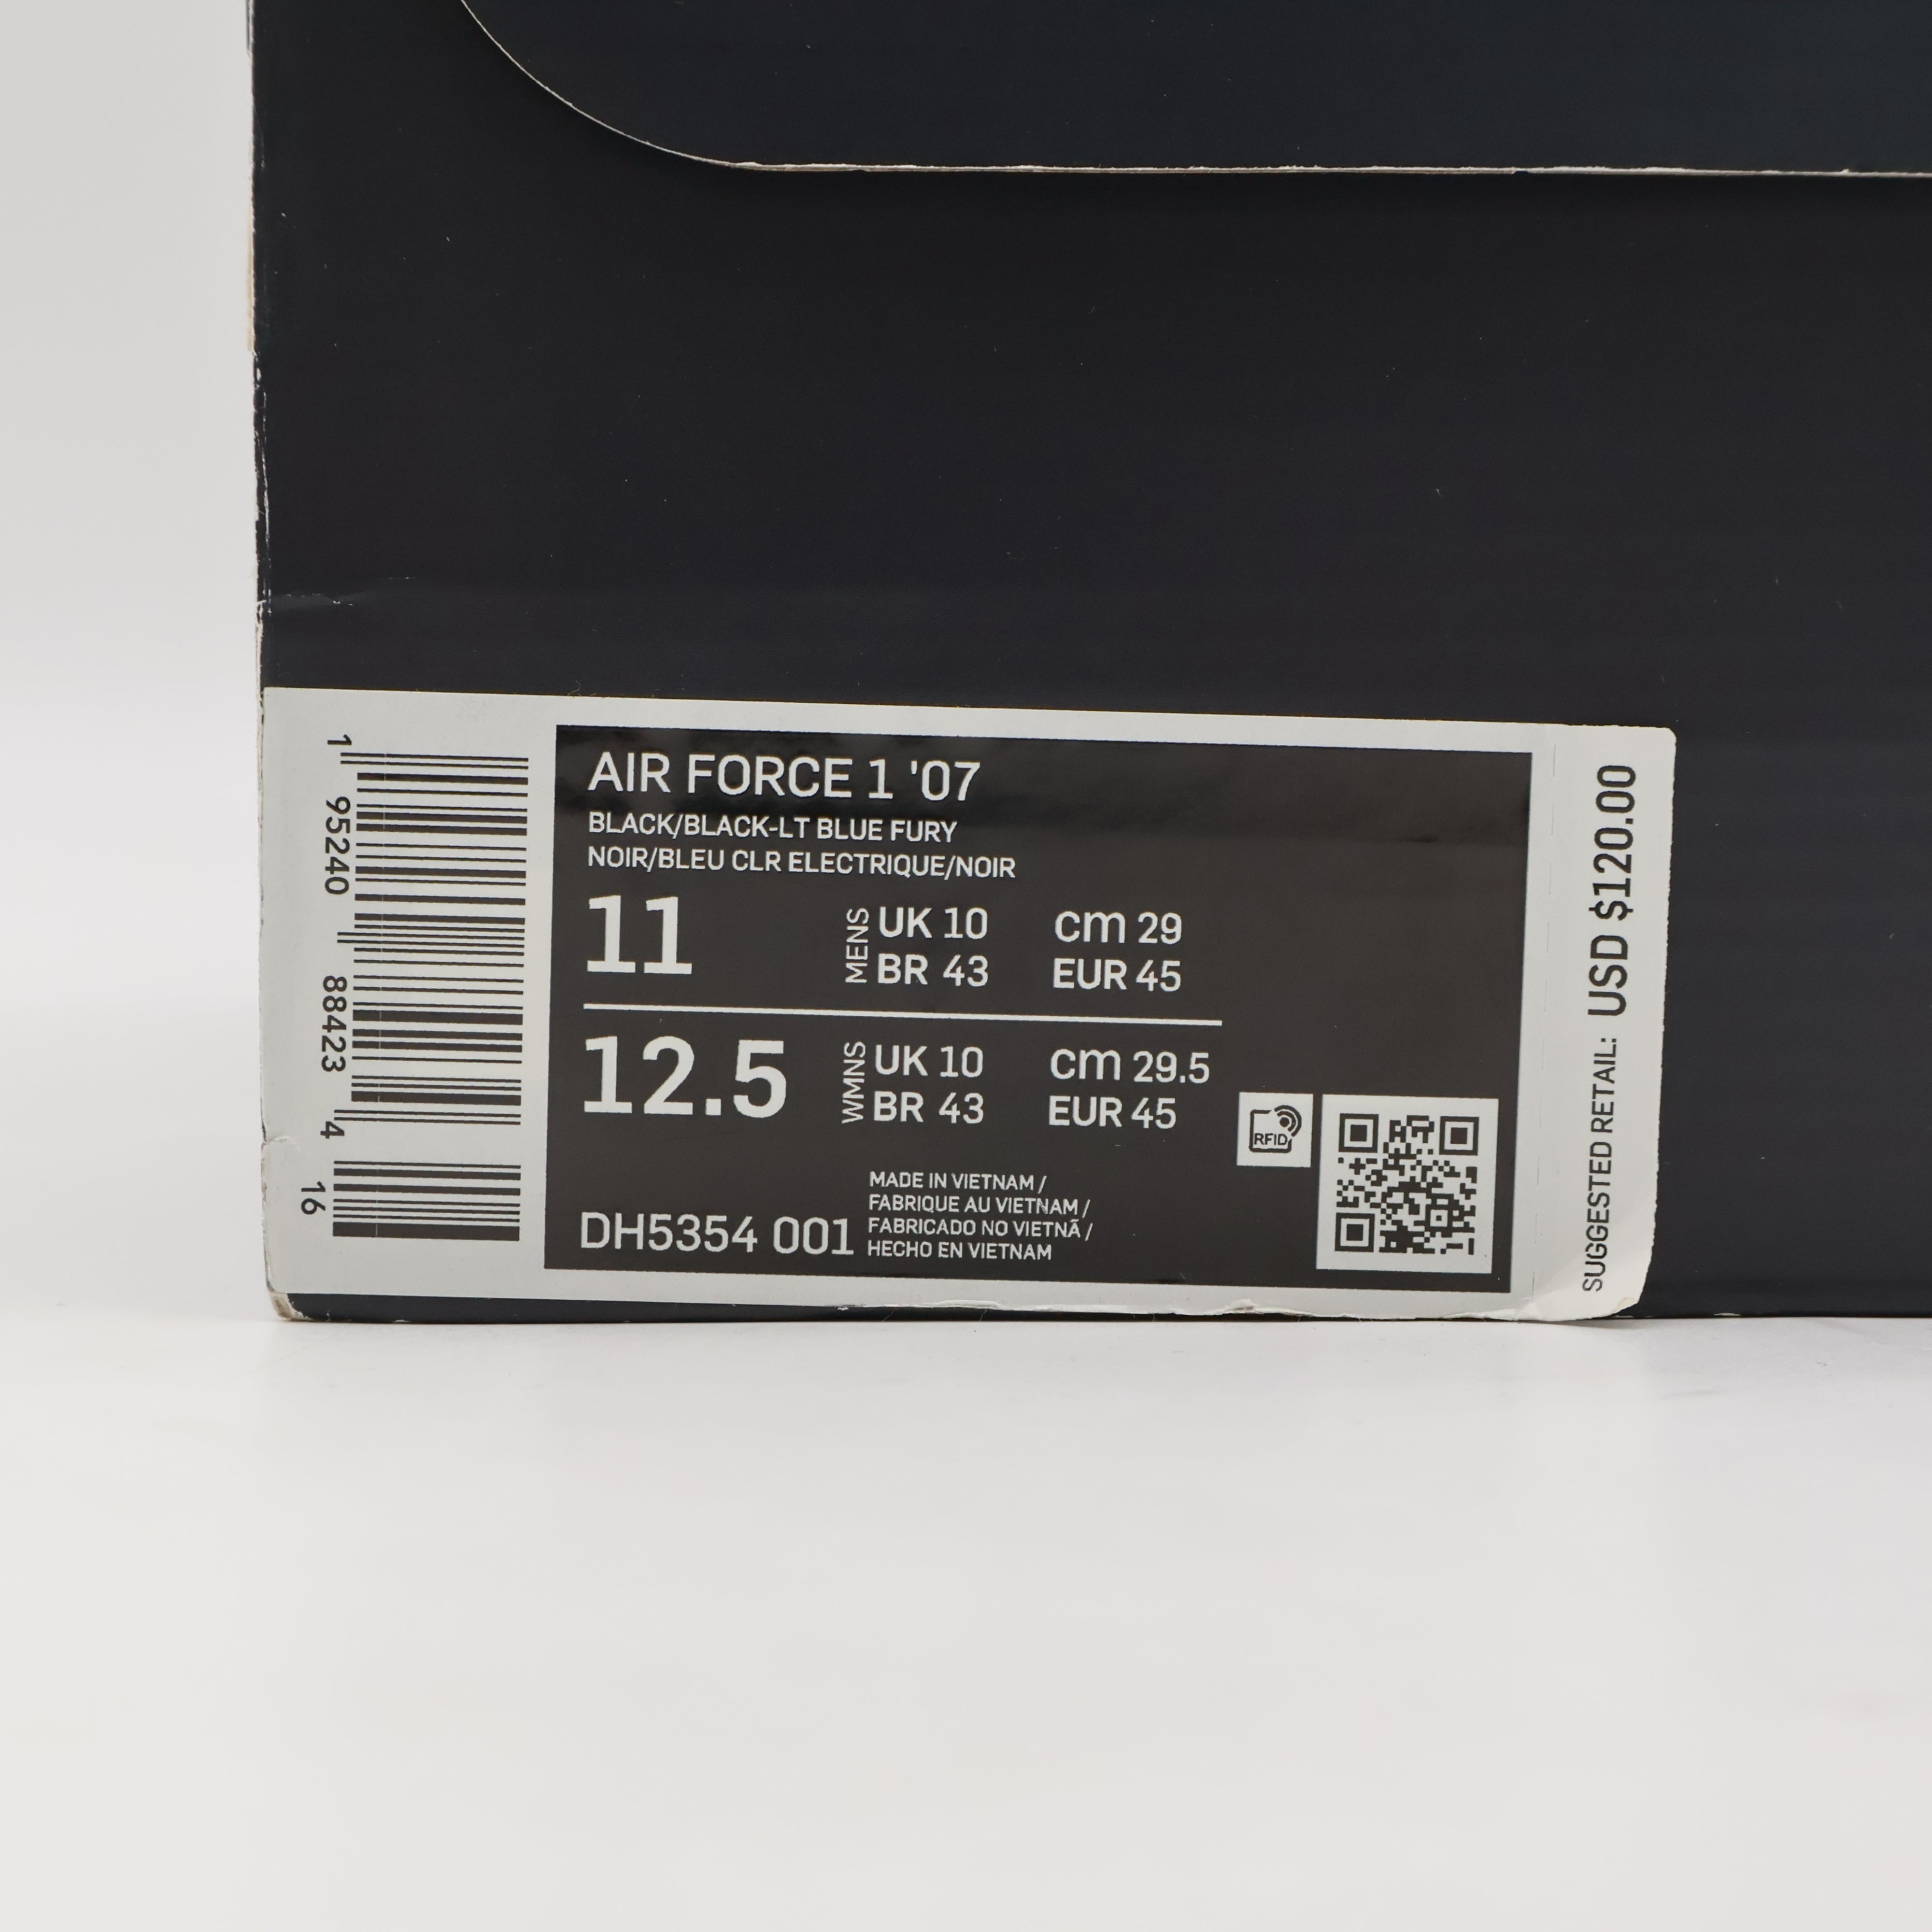 1 95240 88423 4
16
AIR FORCE 1 '07
BLACK/BLACK-LT BLUE FURY
NOIR/BLEU CLR ELECTRIQUE/NOIR
11
MENS
UK 10 cm 29
BR 43 EUR 45
12.5
WMNS
UK 10 cm 29.5
BR 43 EUR 45
DH5354 001
MADE IN VIETNAM /
FABRIQUE AU VIETNAM /
FABRICADO NO VIETNÃ /
HECHO EN VIETNAM
RFID
SUGGESTED RETAIL: USD $120.00